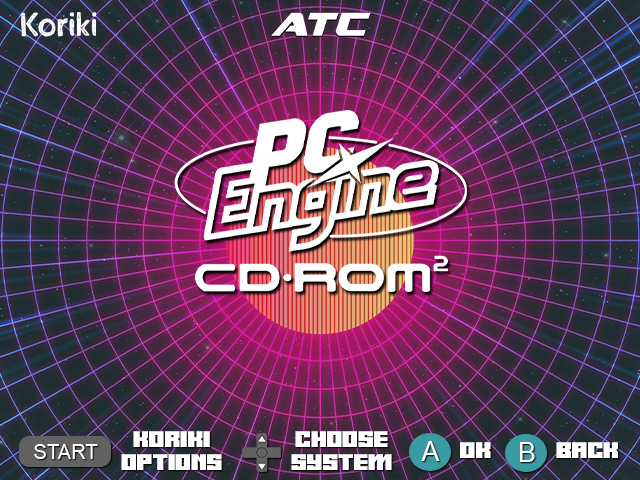 Koriki
ATC
PC
Engine
CD·ROM²
START
KORIKI
OPTIONS
CHOOSE
SYSTEM
A
OK
B
BACK